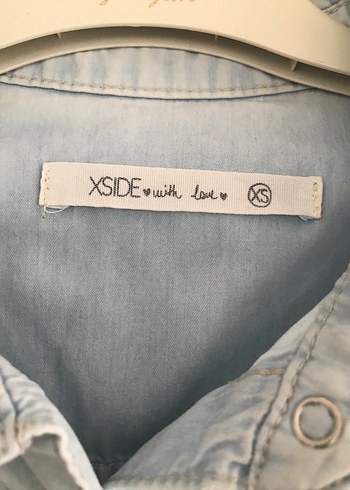 XSIDE ♥ with love ♥ XS